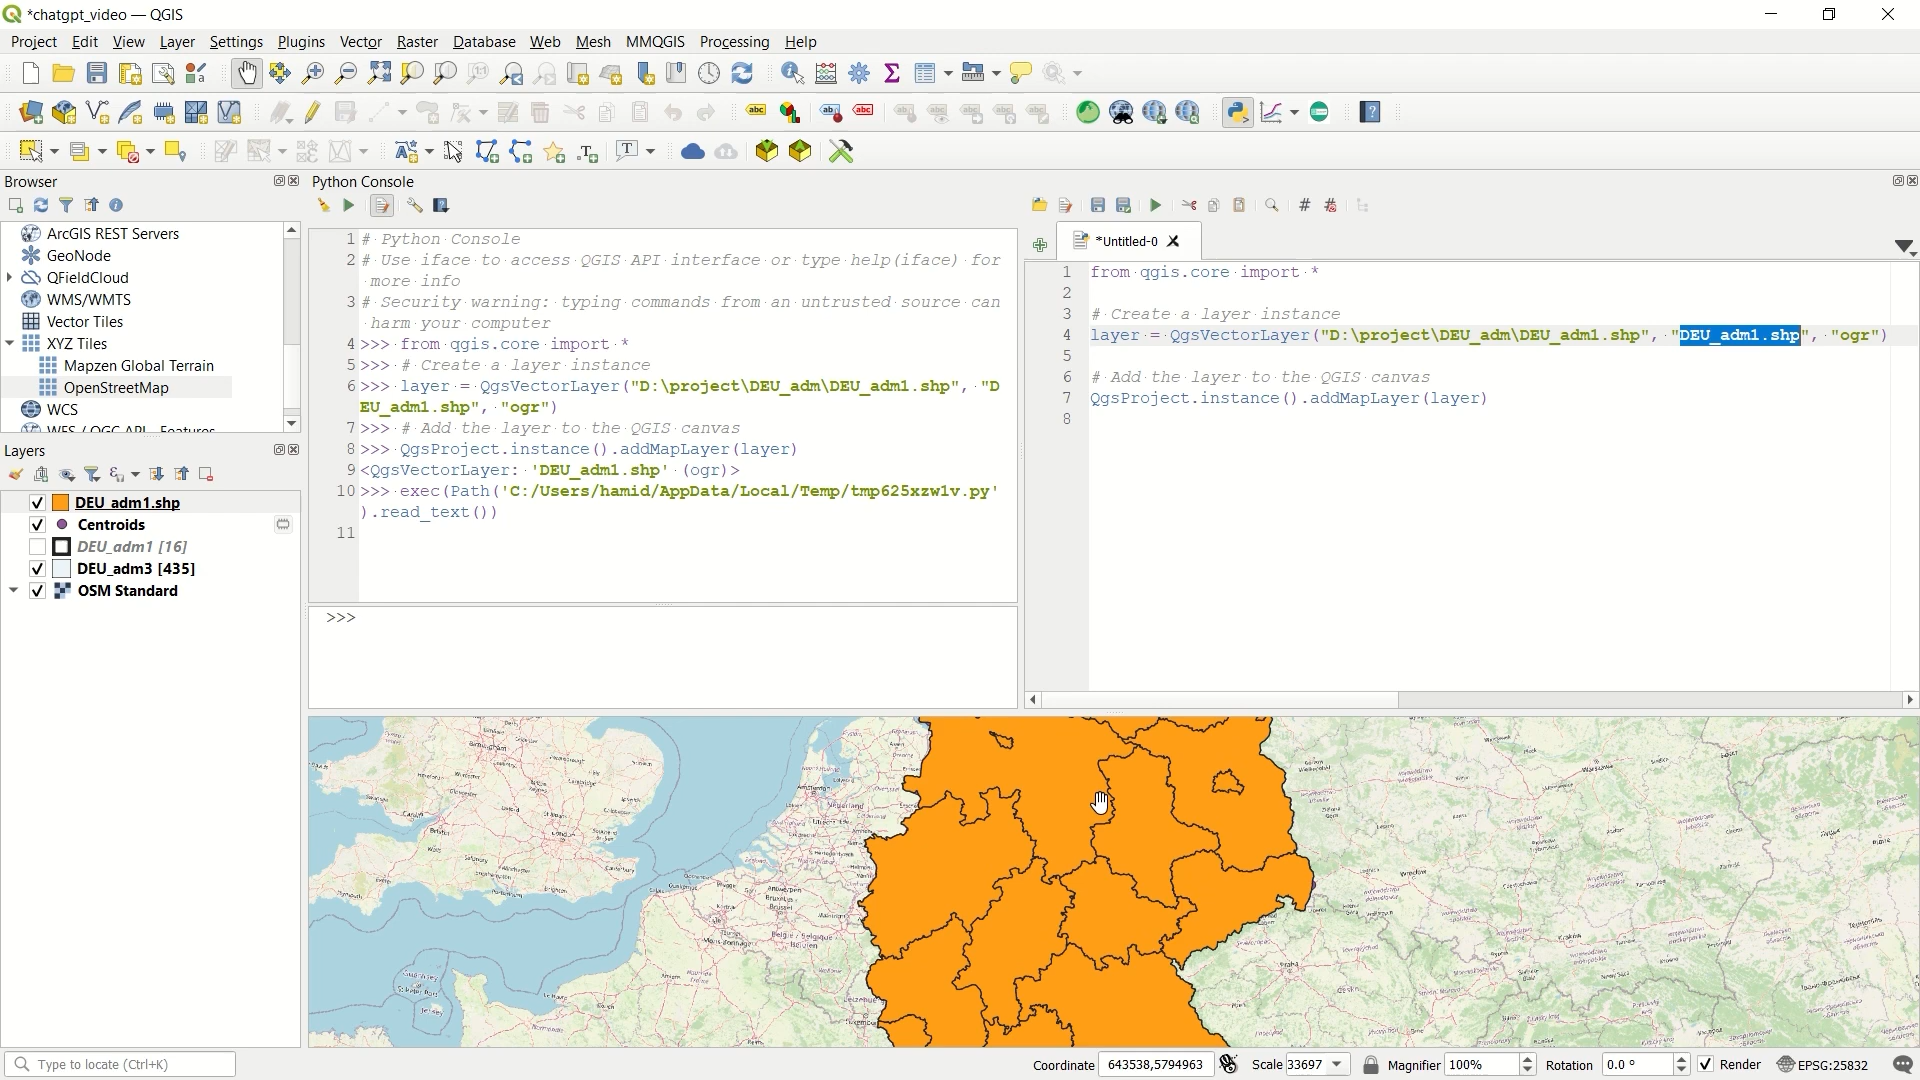 *chatgpt_video — QGIS
Project Edit View Layer Settings Plugins Vector Raster Database Web Mesh MMQGIS Processing Help
Browser
ArcGIS REST Servers
GeoNode
QFieldCloud
WMS/WMTS
Vector Tiles
XYZ Tiles
Mapzen Global Terrain
OpenStreetMap
WCS
WFS / OGC API - Features
Layers
DEU_adm1.shp
Centroids
DEU_adm1 [16]
DEU_adm3 [435]
OSM Standard
Python Console
1 # Python Console
2 # Use iface to access QGIS API interface or type help(iface) for
more info
3 # Security warning: typing commands from an untrusted source can
harm your computer
4 >>> from qgis.core import *
5 >>> # Create a layer instance
6 >>> layer = QgsVectorLayer("D:\project\DEU_adm\DEU_adm1.shp", "D
EU_adm1.shp", "ogr")
7 >>> # Add the layer to the QGIS canvas
8 >>> QgsProject.instance().addMapLayer(layer)
9 <QgsVectorLayer: 'DEU_adm1.shp' (ogr)>
10 >>> exec(Path('C:/Users/hamid/AppData/Local/Temp/tmp625xzw1v.py'
).read_text())
11
>>>
*Untitled-0
1 from qgis.core import *
2
3 # Create a layer instance
4 layer = QgsVectorLayer("D:\project\DEU_adm\DEU_adm1.shp", "DEU_adm1.shp", "ogr")
5
6 # Add the layer to the QGIS canvas
7 QgsProject.instance().addMapLayer(layer)
8
Nederland
België / Belgique / Belgien
Praha
Type to locate (Ctrl+K)
Coordinate 643538,5794963 Scale 33697 Magnifier 100% Rotation 0.0 ° Render EPSG:25832